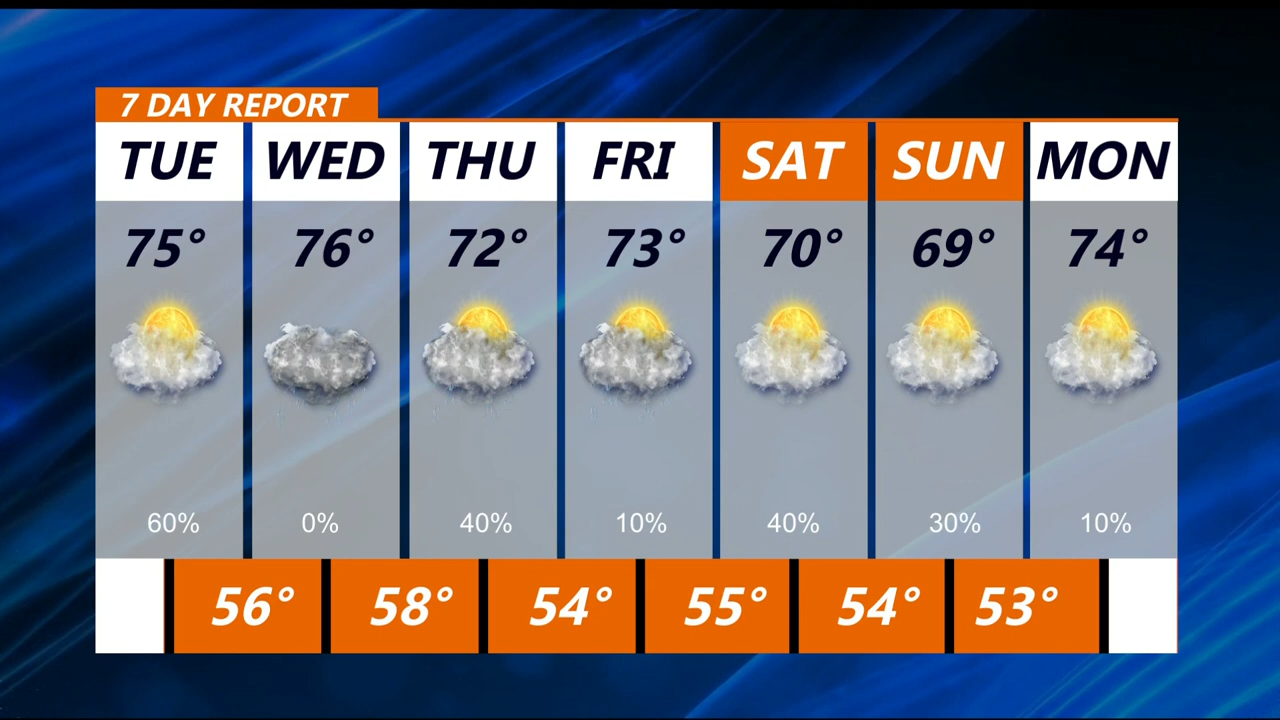 7 DAY REPORT
TUE WED THU FRI SAT SUN MON
75° 76° 72° 73° 70° 69° 74°
60% 0% 40% 10% 40% 30% 10%
56° 58° 54° 55° 54° 53°